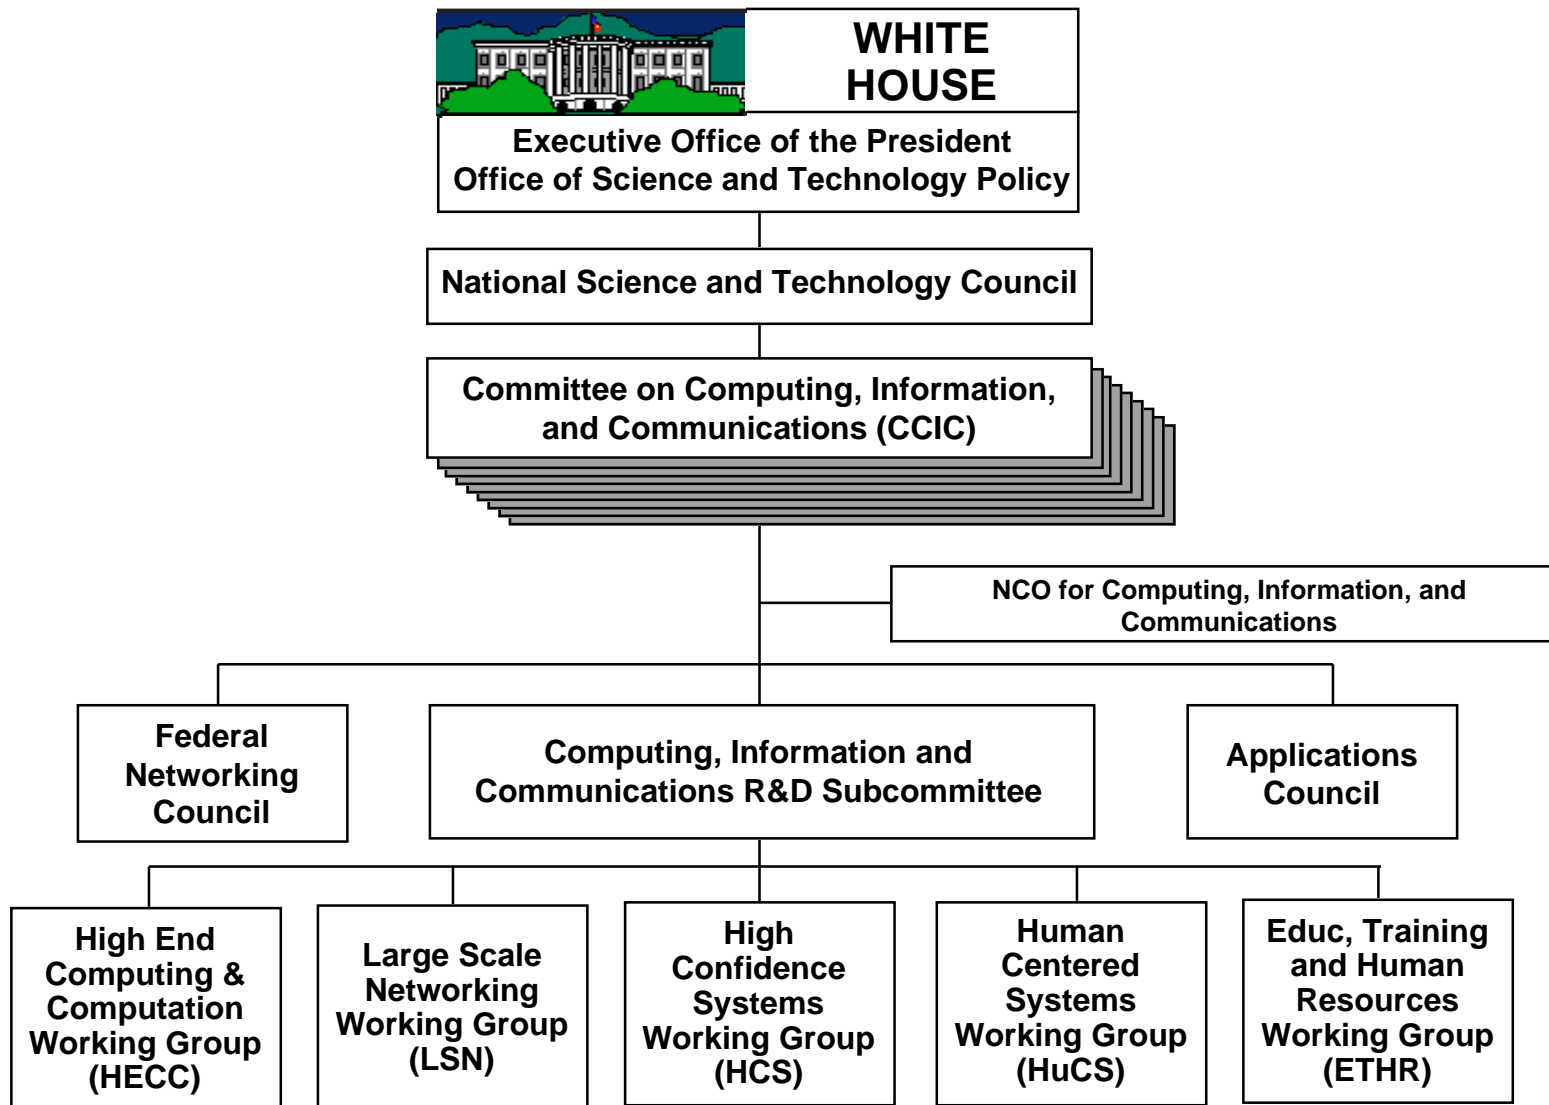 WHITE
HOUSE
Executive Office of the President
Office of Science and Technology Policy
National Science and Technology Council
Committee on Computing, Information,
and Communications (CCIC)
NCO for Computing, Information, and
Communications
Federal
Networking
Council
Computing, Information and
Communications R&D Subcommittee
Applications
Council
High End
Computing &
Computation
Working Group
(HECC)
Large Scale
Networking
Working Group
(LSN)
High
Confidence
Systems
Working Group
(HCS)
Human
Centered
Systems
Working Group
(HuCS)
Educ, Training
and Human
Resources
Working Group
(ETHR)